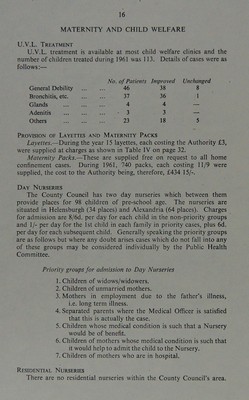 16
MATERNITY AND CHILD WELFARE
U.V.L. TREATMENT
U.V.L. treatment is available at most child welfare clinics and the
number of children treated during 1961 was 113. Details of cases were as
follows:—
No. of Patients Improved Unchanged
General Debility ... ... 46 38 8
Bronchitis, etc. ... ... 37 36 1
Glands ... ... ... 4 4 —
Adenitis ... ... ... 3 3 —
Others ... ... ... 23 18 5
PROVISION OF LAYETTES AND MATERNITY PACKS
Layettes.—During the year 15 layettes, each costing the Authority £3,
were supplied at charges as shown in Table IV on page 32.
Maternity Packs.—These are supplied free on request to all home
confinement cases. During 1961, 740 packs, each costing 11/9 were
supplied, the cost to the Authority being, therefore, £434 15/-.
DAY NURSERIES
The County Council has two day nurseries which between them
provide places for 98 children of pre-school age. The nurseries are
situated in Helensburgh (34 places) and Alexandria (64 places). Charges
for admission are 8/6d. per day for each child in the non-priority groups
and 1/- per day for the 1st child in each family in priority cases, plus 6d.
per day for each subsequent child. Generally speaking the priority groups
are as follows but where any doubt arises cases which do not fall into any
of these groups may be considered individually by the Public Health
Committee.
Priority groups for admission to Day Nurseries
1. Children of widows/widowers.
2. Children of unmarried mothers.
3. Mothers in employment due to the father's illness,
i.e. long term illness.
4. Separated parents where the Medical Officer is satisfied
that this is actually the case.
5. Children whose medical condition is such that a Nursery
would be of benefit.
6. Children of mothers whose medical condition is such that
it would help to admit the child to the Nursery.
7. Children of mothers who are in hospital.
RESIDENTIAL NURSERIES
There are no residential nurseries within the County Council's area.